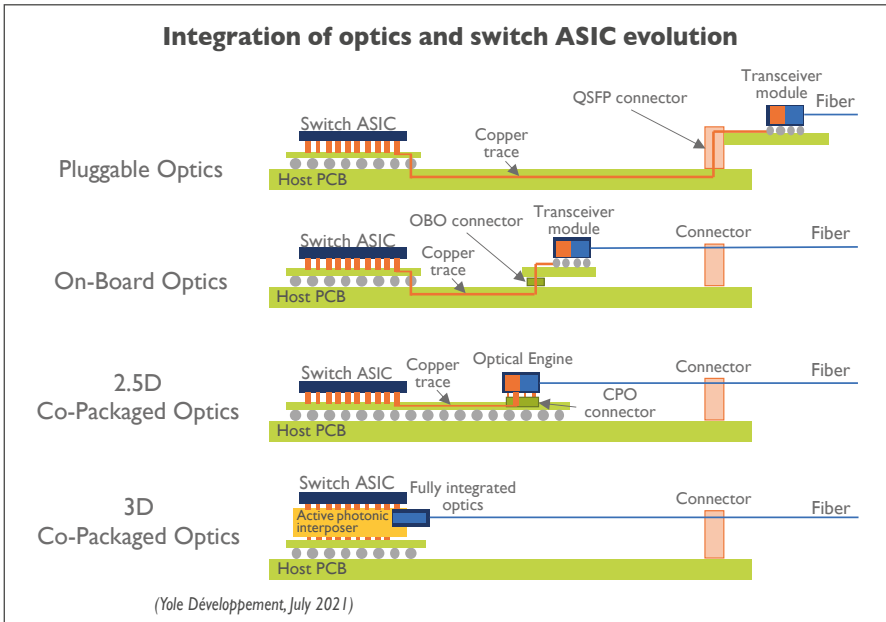 Integration of optics and switch ASIC evolution
Transceiver
module
QSFP connector
Fiber
Switch ASIC
Copper
trace
Pluggable Optics
Host PCB
Transceiver
module
OBO connector
Connector
Fiber
Switch ASIC
Copper
trace
On-Board Optics
Host PCB
Optical Engine
Connector
Fiber
Switch ASIC
Copper
trace
2.5D
Co-Packaged Optics
CPO
connector
Host PCB
Switch ASIC
Fully integrated
optics
Connector
Fiber
3D
Co-Packaged Optics
Active photonic
interposer
Host PCB
(Yole Développement, July 2021)